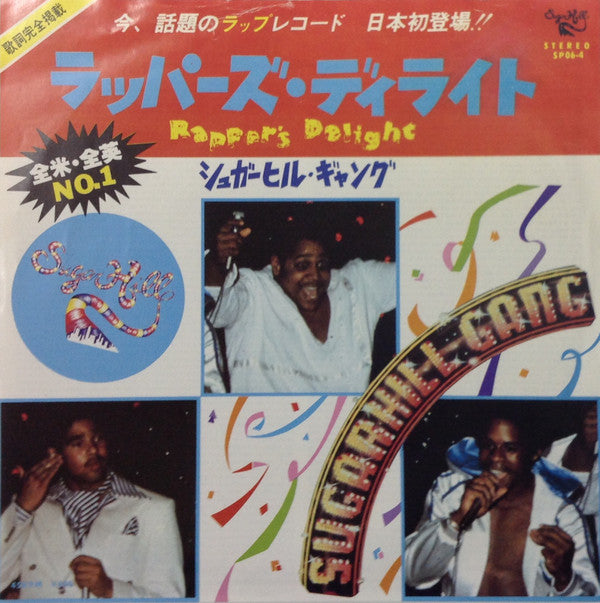 歌詞完全掲載
今、話題のラップレコード 日本初登場!!
Sugar Hill
STEREO
SP06-4
ラッパーズ・ディライト
Rapper's Delight
全米・全英
NO.1
シュガーヒル・ギャング
Sugar Hill
SUGARHILL-GANG